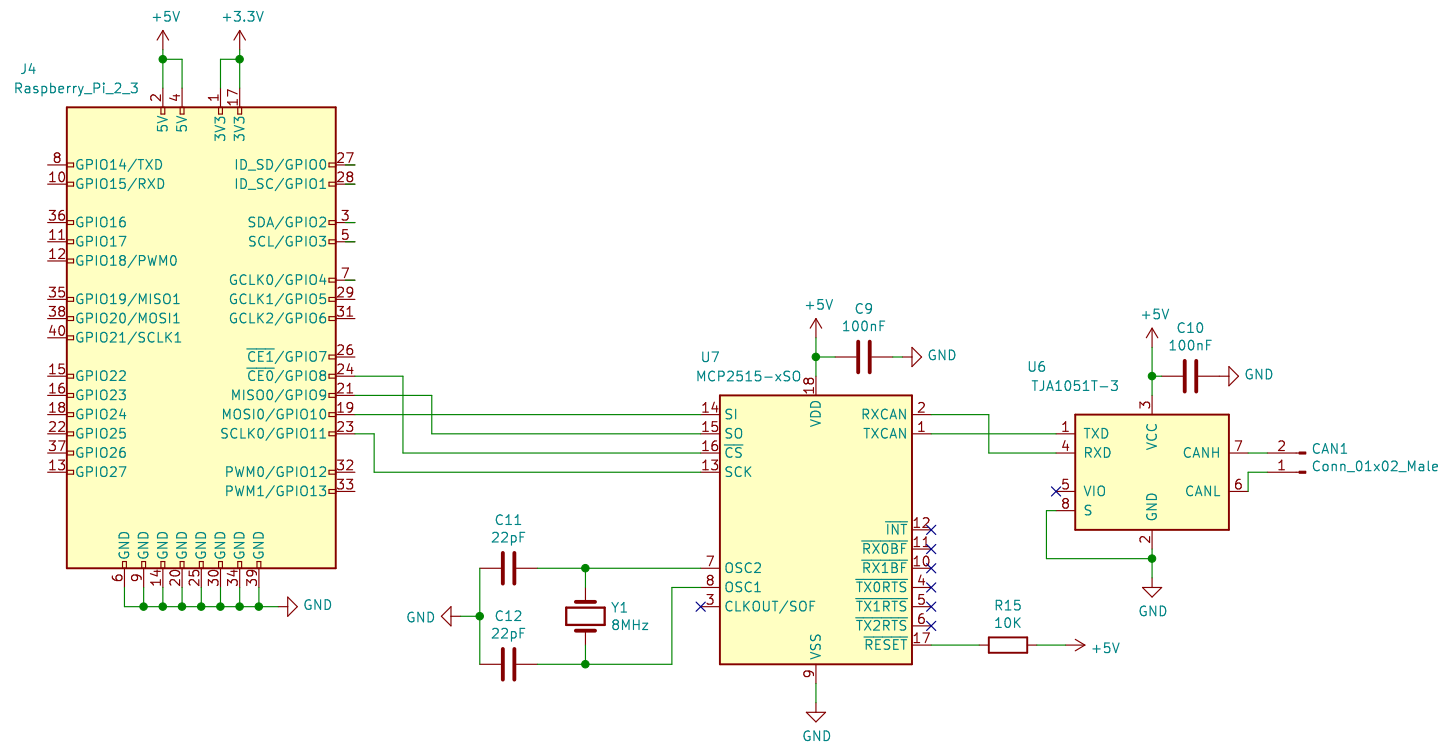 +5V
+3.3V
J4
Raspberry_Pi_2_3
2
4
1
17
5V
5V
3V3
3V3
8
GPIO14/TXD
10
GPIO15/RXD
36
GPIO16
11
GPIO17
12
GPIO18/PWM0
35
GPIO19/MISO1
38
GPIO20/MOSI1
40
GPIO21/SCLK1
15
GPIO22
16
GPIO23
18
GPIO24
22
GPIO25
37
GPIO26
13
GPIO27
ID_SD/GPIO0
27
ID_SC/GPIO1
28
SDA/GPIO2
3
SCL/GPIO3
5
GCLK0/GPIO4
7
GCLK1/GPIO5
29
GCLK2/GPIO6
31
CE1/GPIO7
26
CE0/GPIO8
24
MISO0/GPIO9
21
MOSI0/GPIO10
19
SCLK0/GPIO11
23
PWM0/GPIO12
32
PWM1/GPIO13
33
GND
GND
GND
GND
GND
GND
GND
GND
6
9
14
20
25
30
34
39
GND
C11
22pF
GND
C12
22pF
Y1
8MHz
+5V
C9
100nF
GND
U7
MCP2515-xSO
18
VDD
14
SI
15
SO
16
CS
13
SCK
7
OSC2
8
OSC1
3
CLKOUT/SOF
RXCAN
2
TXCAN
1
INT
12
RX0BF
11
RX1BF
10
TX0RTS
4
TX1RTS
5
TX2RTS
6
RESET
17
VSS
9
GND
R15
10K
+5V
+5V
C10
100nF
GND
U6
TJA1051T-3
3
VCC
1
TXD
4
RXD
5
VIO
8
S
CANH
7
CANL
6
GND
2
GND
2
1
CAN1
Conn_01x02_Male